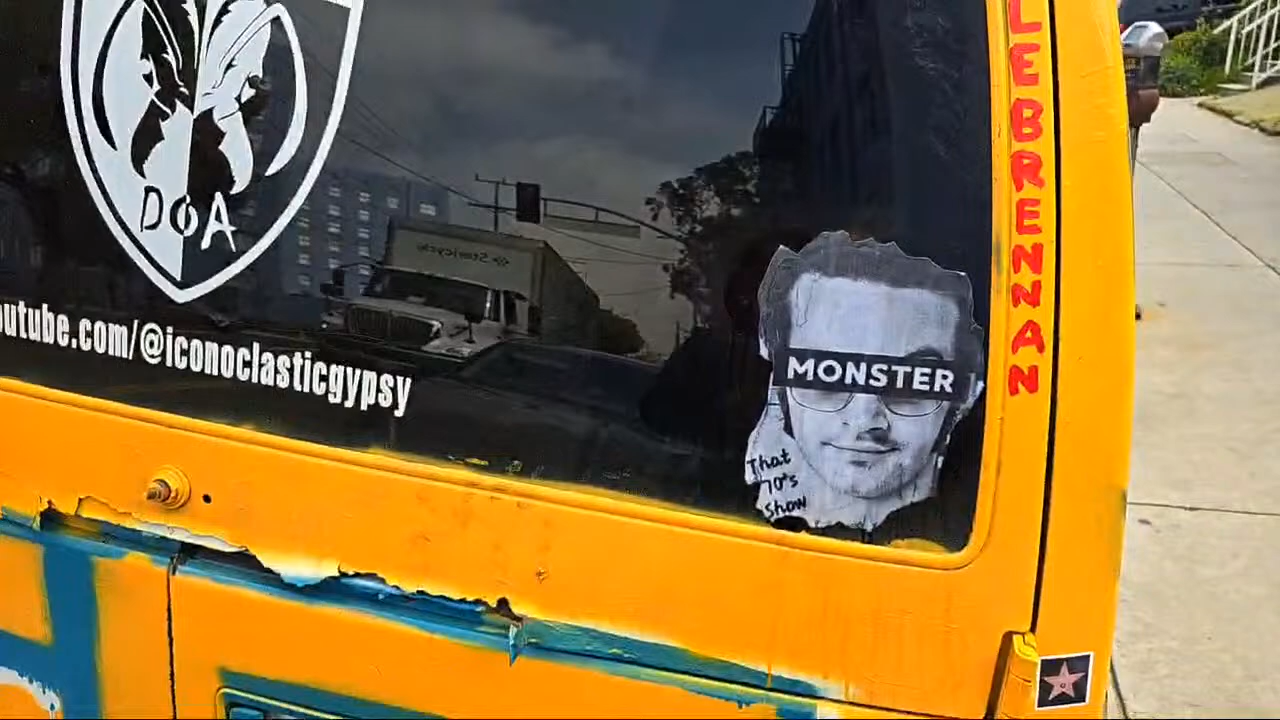 DOA
outube.com/@iconoclasticgypsy
MONSTER
That
70's
Show
LEBRENNAN